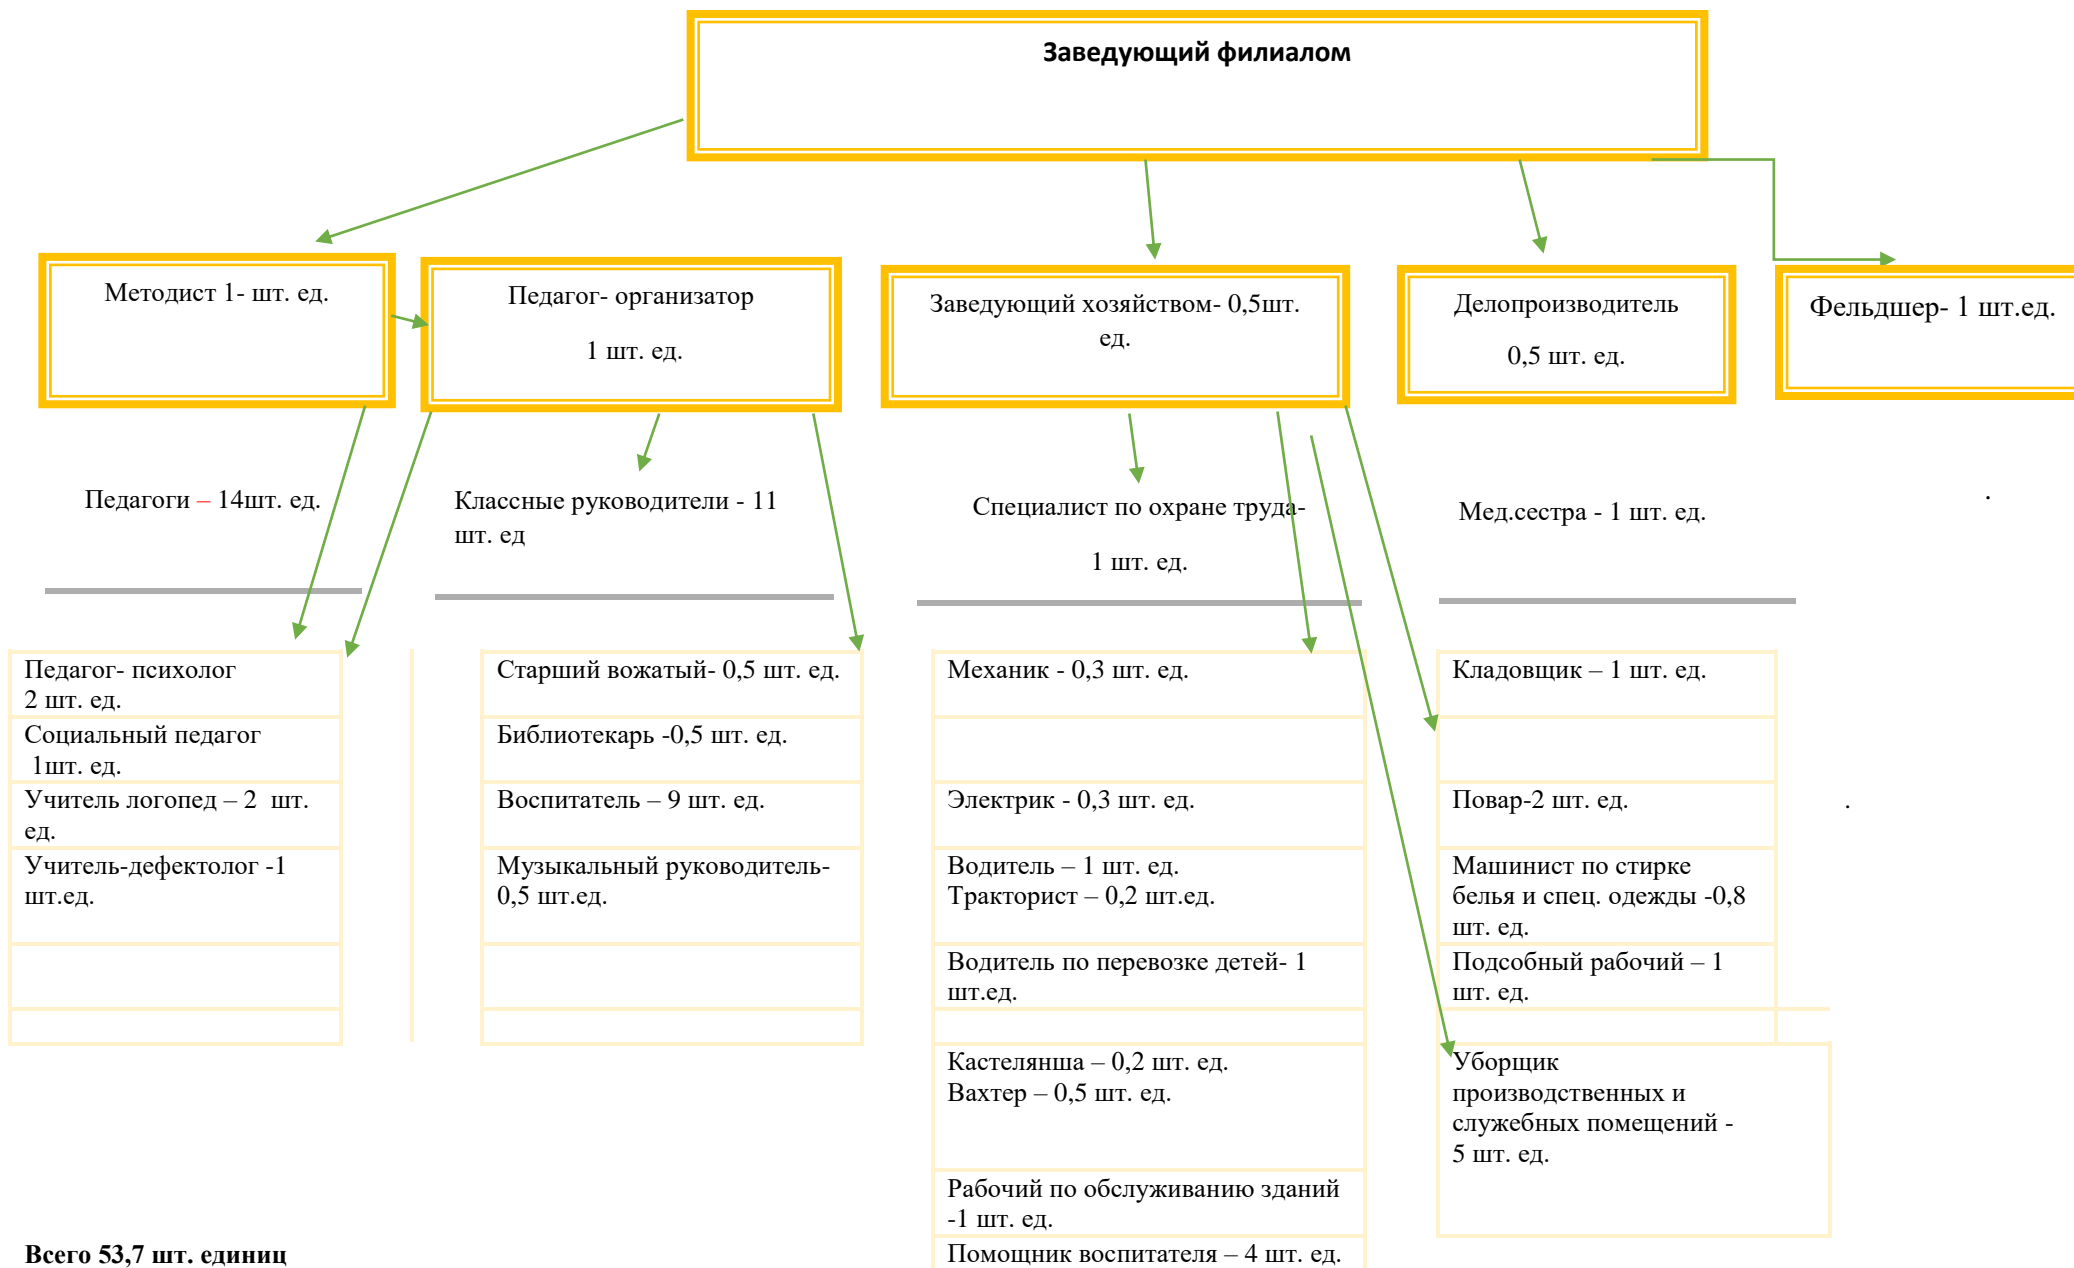 Заведующий филиалом
Методист 1- шт. ед.
Педагог- организатор
1 шт. ед.
Заведующий хозяйством- 0,5шт.
ед.
Делопроизводитель
0,5 шт. ед.
Фельдшер- 1 шт.ед.
Педагоги – 14шт. ед.
Классные руководители - 11
шт. ед
Специалист по охране труда-
1 шт. ед.
Мед.сестра - 1 шт. ед.
.
Педагог- психолог
2 шт. ед.
Социальный педагог
1шт. ед.
Учитель логопед – 2 шт.
ед.
Учитель-дефектолог -1
шт.ед.
Старший вожатый- 0,5 шт. ед.
Библиотекарь -0,5 шт. ед.
Воспитатель – 9 шт. ед.
Музыкальный руководитель-
0,5 шт.ед.
Механик - 0,3 шт. ед.
Электрик - 0,3 шт. ед.
Водитель – 1 шт. ед.
Тракторист – 0,2 шт.ед.
Водитель по перевозке детей- 1
шт.ед.
Кастелянша – 0,2 шт. ед.
Вахтер – 0,5 шт. ед.
Рабочий по обслуживанию зданий
-1 шт. ед.
Помощник воспитателя – 4 шт. ед.
Кладовщик – 1 шт. ед.
Повар-2 шт. ед.
.
Машинист по стирке
белья и спец. одежды -0,8
шт. ед.
Подсобный рабочий – 1
шт. ед.
Уборщик
производственных и
служебных помещений -
5 шт. ед.
Всего 53,7 шт. единиц